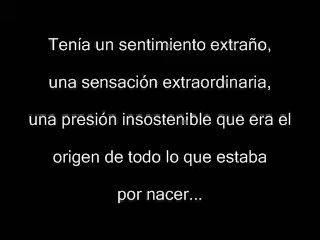 Tenía un sentimiento extraño,
una sensación extraordinaria,
una presión insostenible que era el
origen de todo lo que estaba
por nacer...